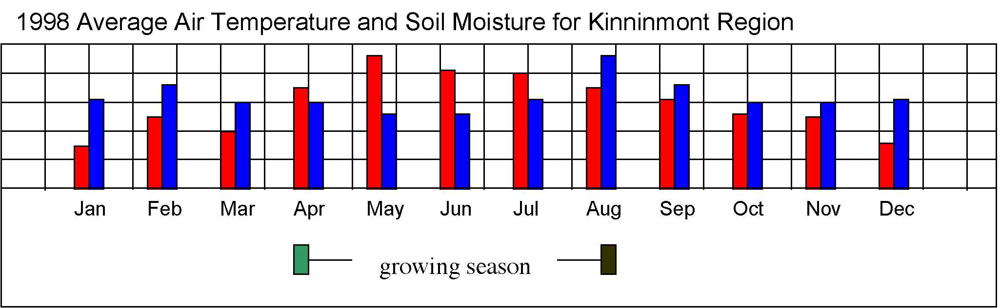 1998 Average Air Temperature and Soil Moisture for Kinninmont Region
Jan Feb Mar Apr May Jun Jul Aug Sep Oct Nov Dec
growing season